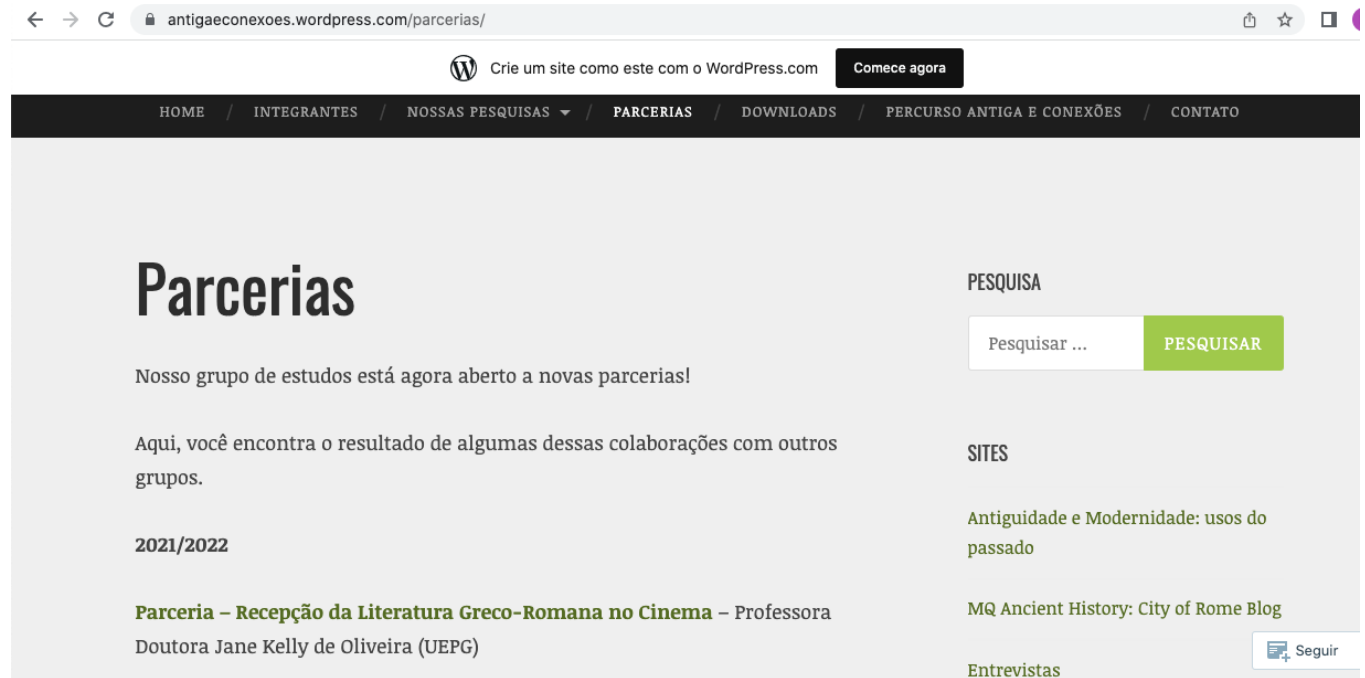 antigaeconexoes.wordpress.com/parcerias/
Crie um site como este com o WordPress.com
Comece agora
HOME / INTEGRANTES / NOSSAS PESQUISAS / PARCERIAS / DOWNLOADS / PERCURSO ANTIGA E CONEXÕES / CONTATO
Parcerias
Nosso grupo de estudos está agora aberto a novas parcerias!
Aqui, você encontra o resultado de algumas dessas colaborações com outros
grupos.
2021/2022
Parceria – Recepção da Literatura Greco-Romana no Cinema – Professora
Doutora Jane Kelly de Oliveira (UEPG)
PESQUISA
Pesquisar ...
PESQUISAR
SITES
Antiguidade e Modernidade: usos do
passado
MQ Ancient History: City of Rome Blog
Entrevistas
Seguir